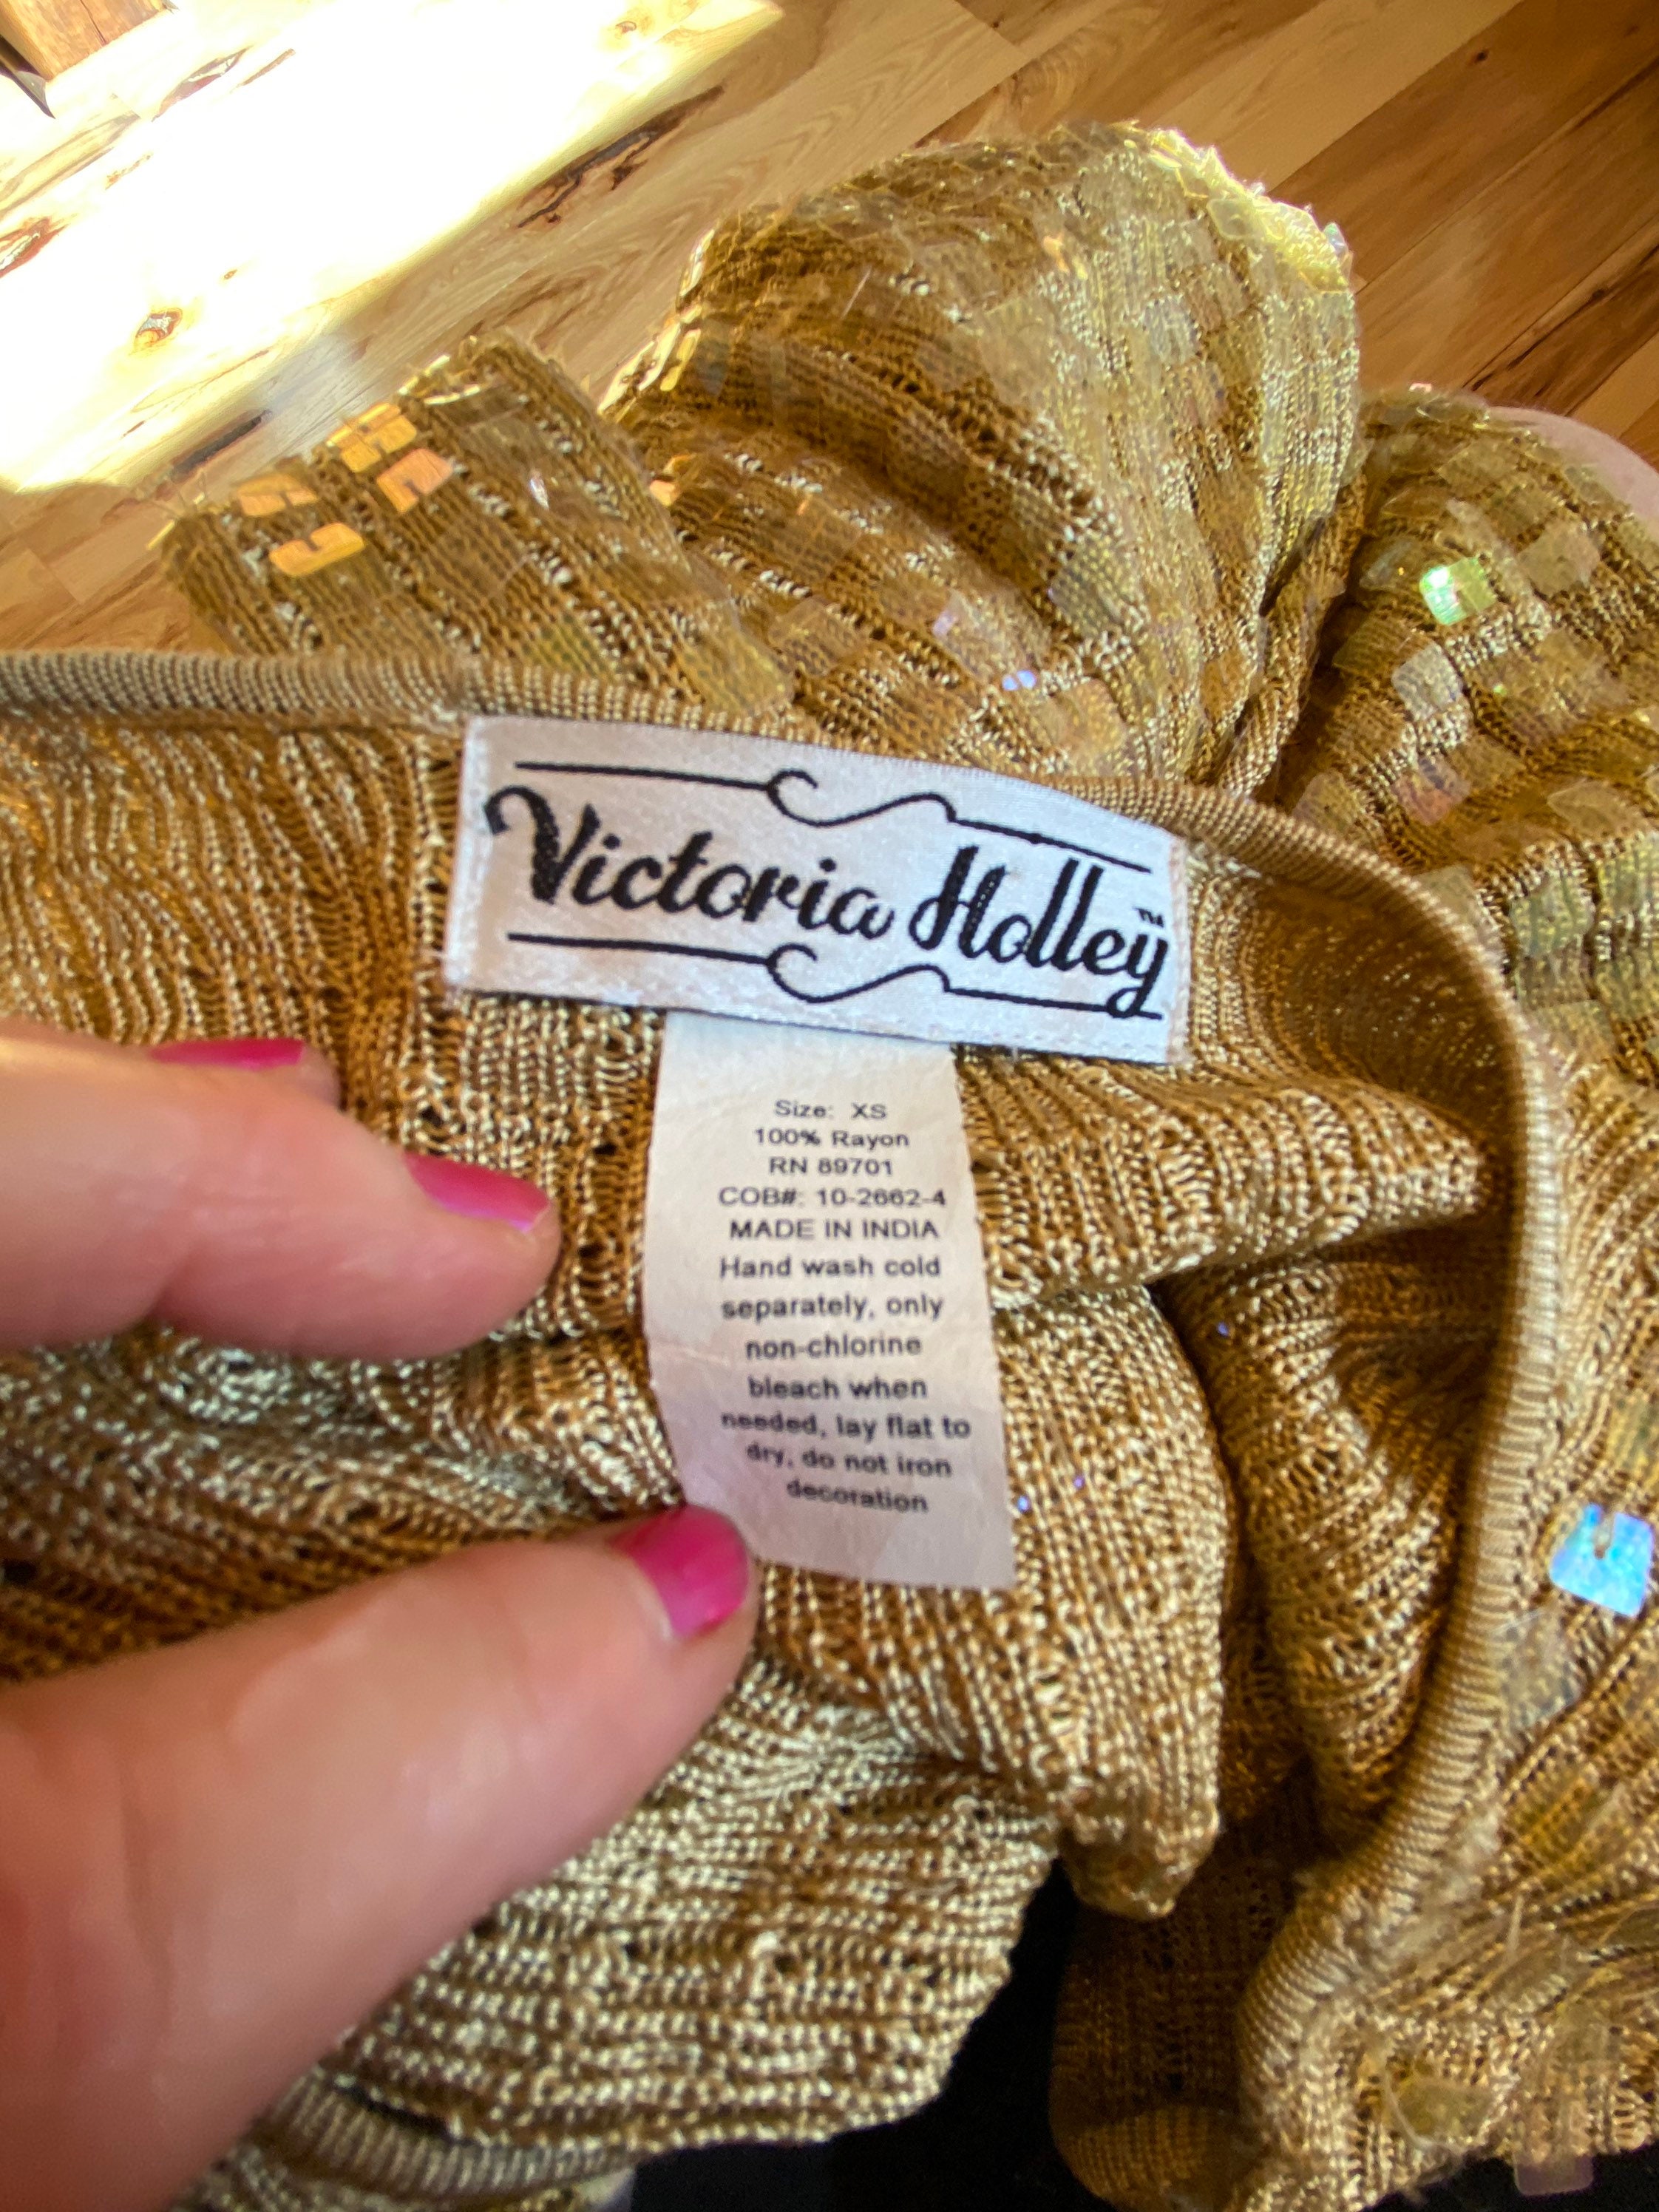 Victoria Holley™
Size: XS
100% Rayon
RN 89701
COB#: 10-2662-4
MADE IN INDIA
Hand wash cold
separately, only
non-chlorine
bleach when
needed, lay flat to
dry, do not iron
decoration